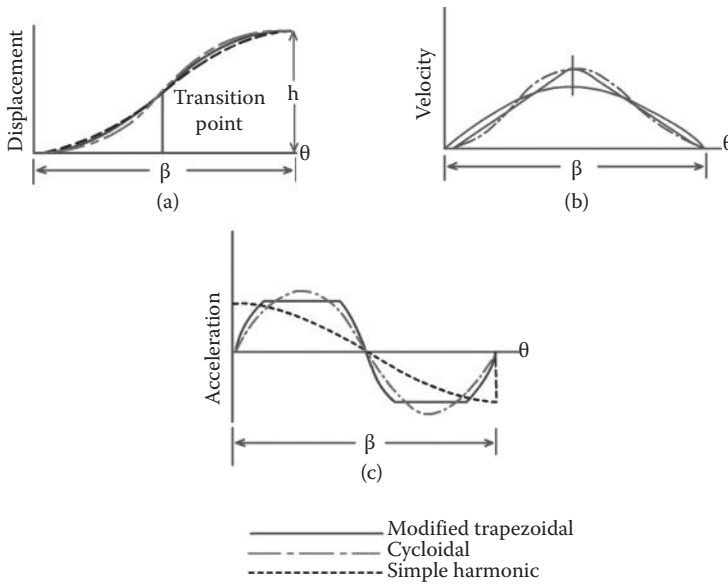 Displacement
Transition
point
h
θ
β
(a)
Velocity
θ
β
(b)
Acceleration
θ
β
(c)
Modified trapezoidal
Cycloidal
Simple harmonic